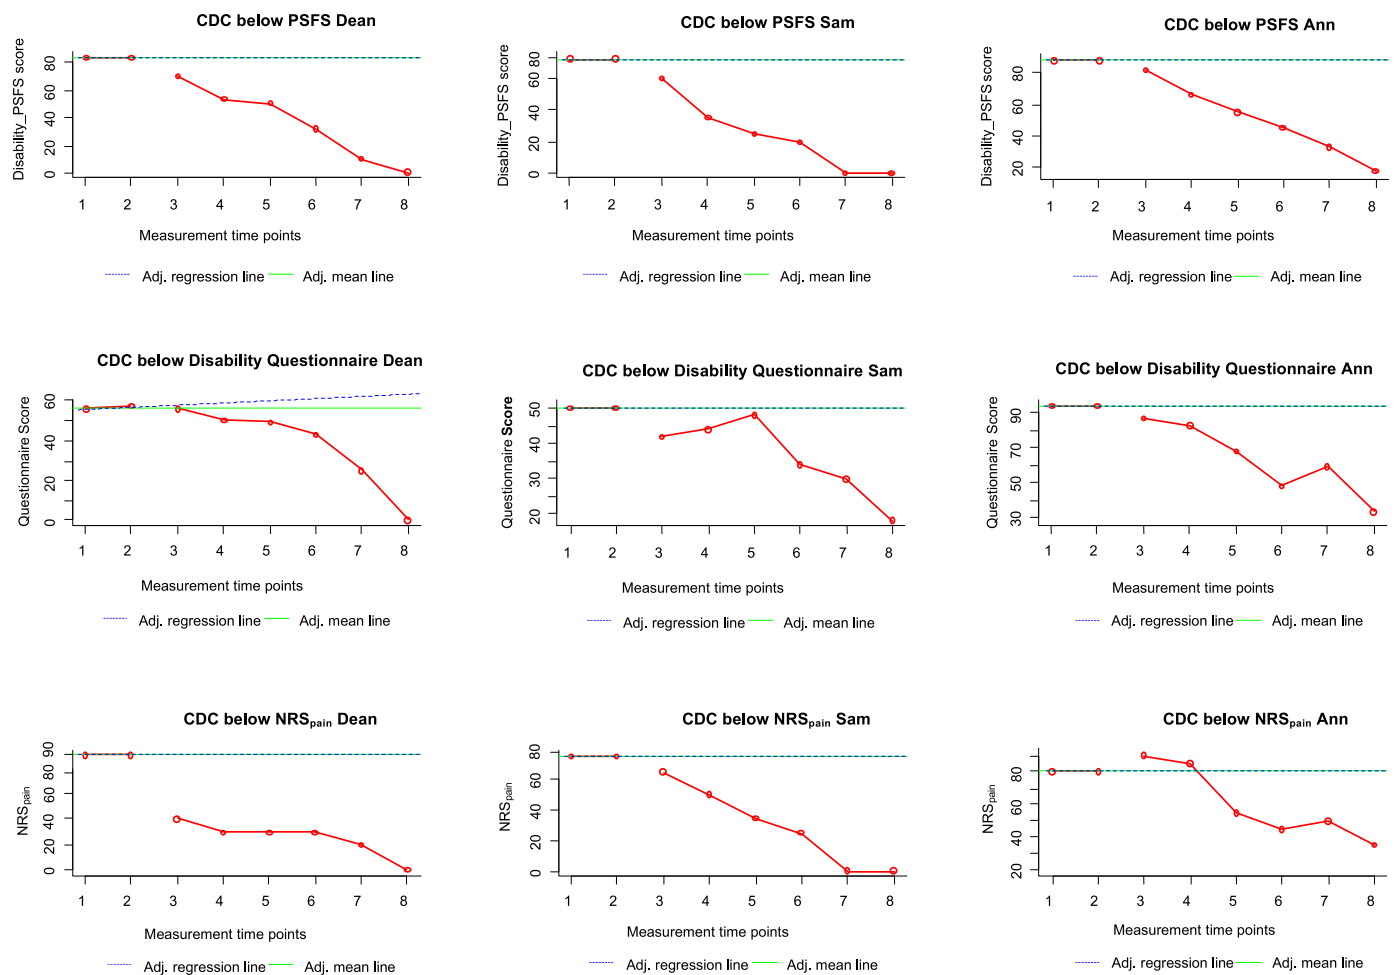 CDC below PSFS Dean
Disability_PSFS score
0 20 40 60 80
1 2 3 4 5 6 7 8
Measurement time points
Adj. regression line Adj. mean line
CDC below PSFS Sam
Disability_PSFS score
0 20 40 60 80
1 2 3 4 5 6 7 8
Measurement time points
Adj. regression line Adj. mean line
CDC below PSFS Ann
Disability_PSFS score
20 40 60 80
1 2 3 4 5 6 7 8
Measurement time points
Adj. regression line Adj. mean line
CDC below Disability Questionnaire Dean
Questionnaire Score
0 20 40 60
1 2 3 4 5 6 7 8
Measurement time points
Adj. regression line Adj. mean line
CDC below Disability Questionnaire Sam
Questionnaire Score
20 30 40 50
1 2 3 4 5 6 7 8
Measurement time points
Adj. regression line Adj. mean line
CDC below Disability Questionnaire Ann
Questionnaire Score
30 50 70 90
1 2 3 4 5 6 7 8
Measurement time points
Adj. regression line Adj. mean line
CDC below NRSpain Dean
NRSpain
0 20 40 60 80 90
1 2 3 4 5 6 7 8
Measurement time points
Adj. regression line Adj. mean line
CDC below NRSpain Sam
NRSpain
0 20 40 60 80
1 2 3 4 5 6 7 8
Measurement time points
Adj. regression line Adj. mean line
CDC below NRSpain Ann
NRSpain
20 40 60 80
1 2 3 4 5 6 7 8
Measurement time points
Adj. regression line Adj. mean line